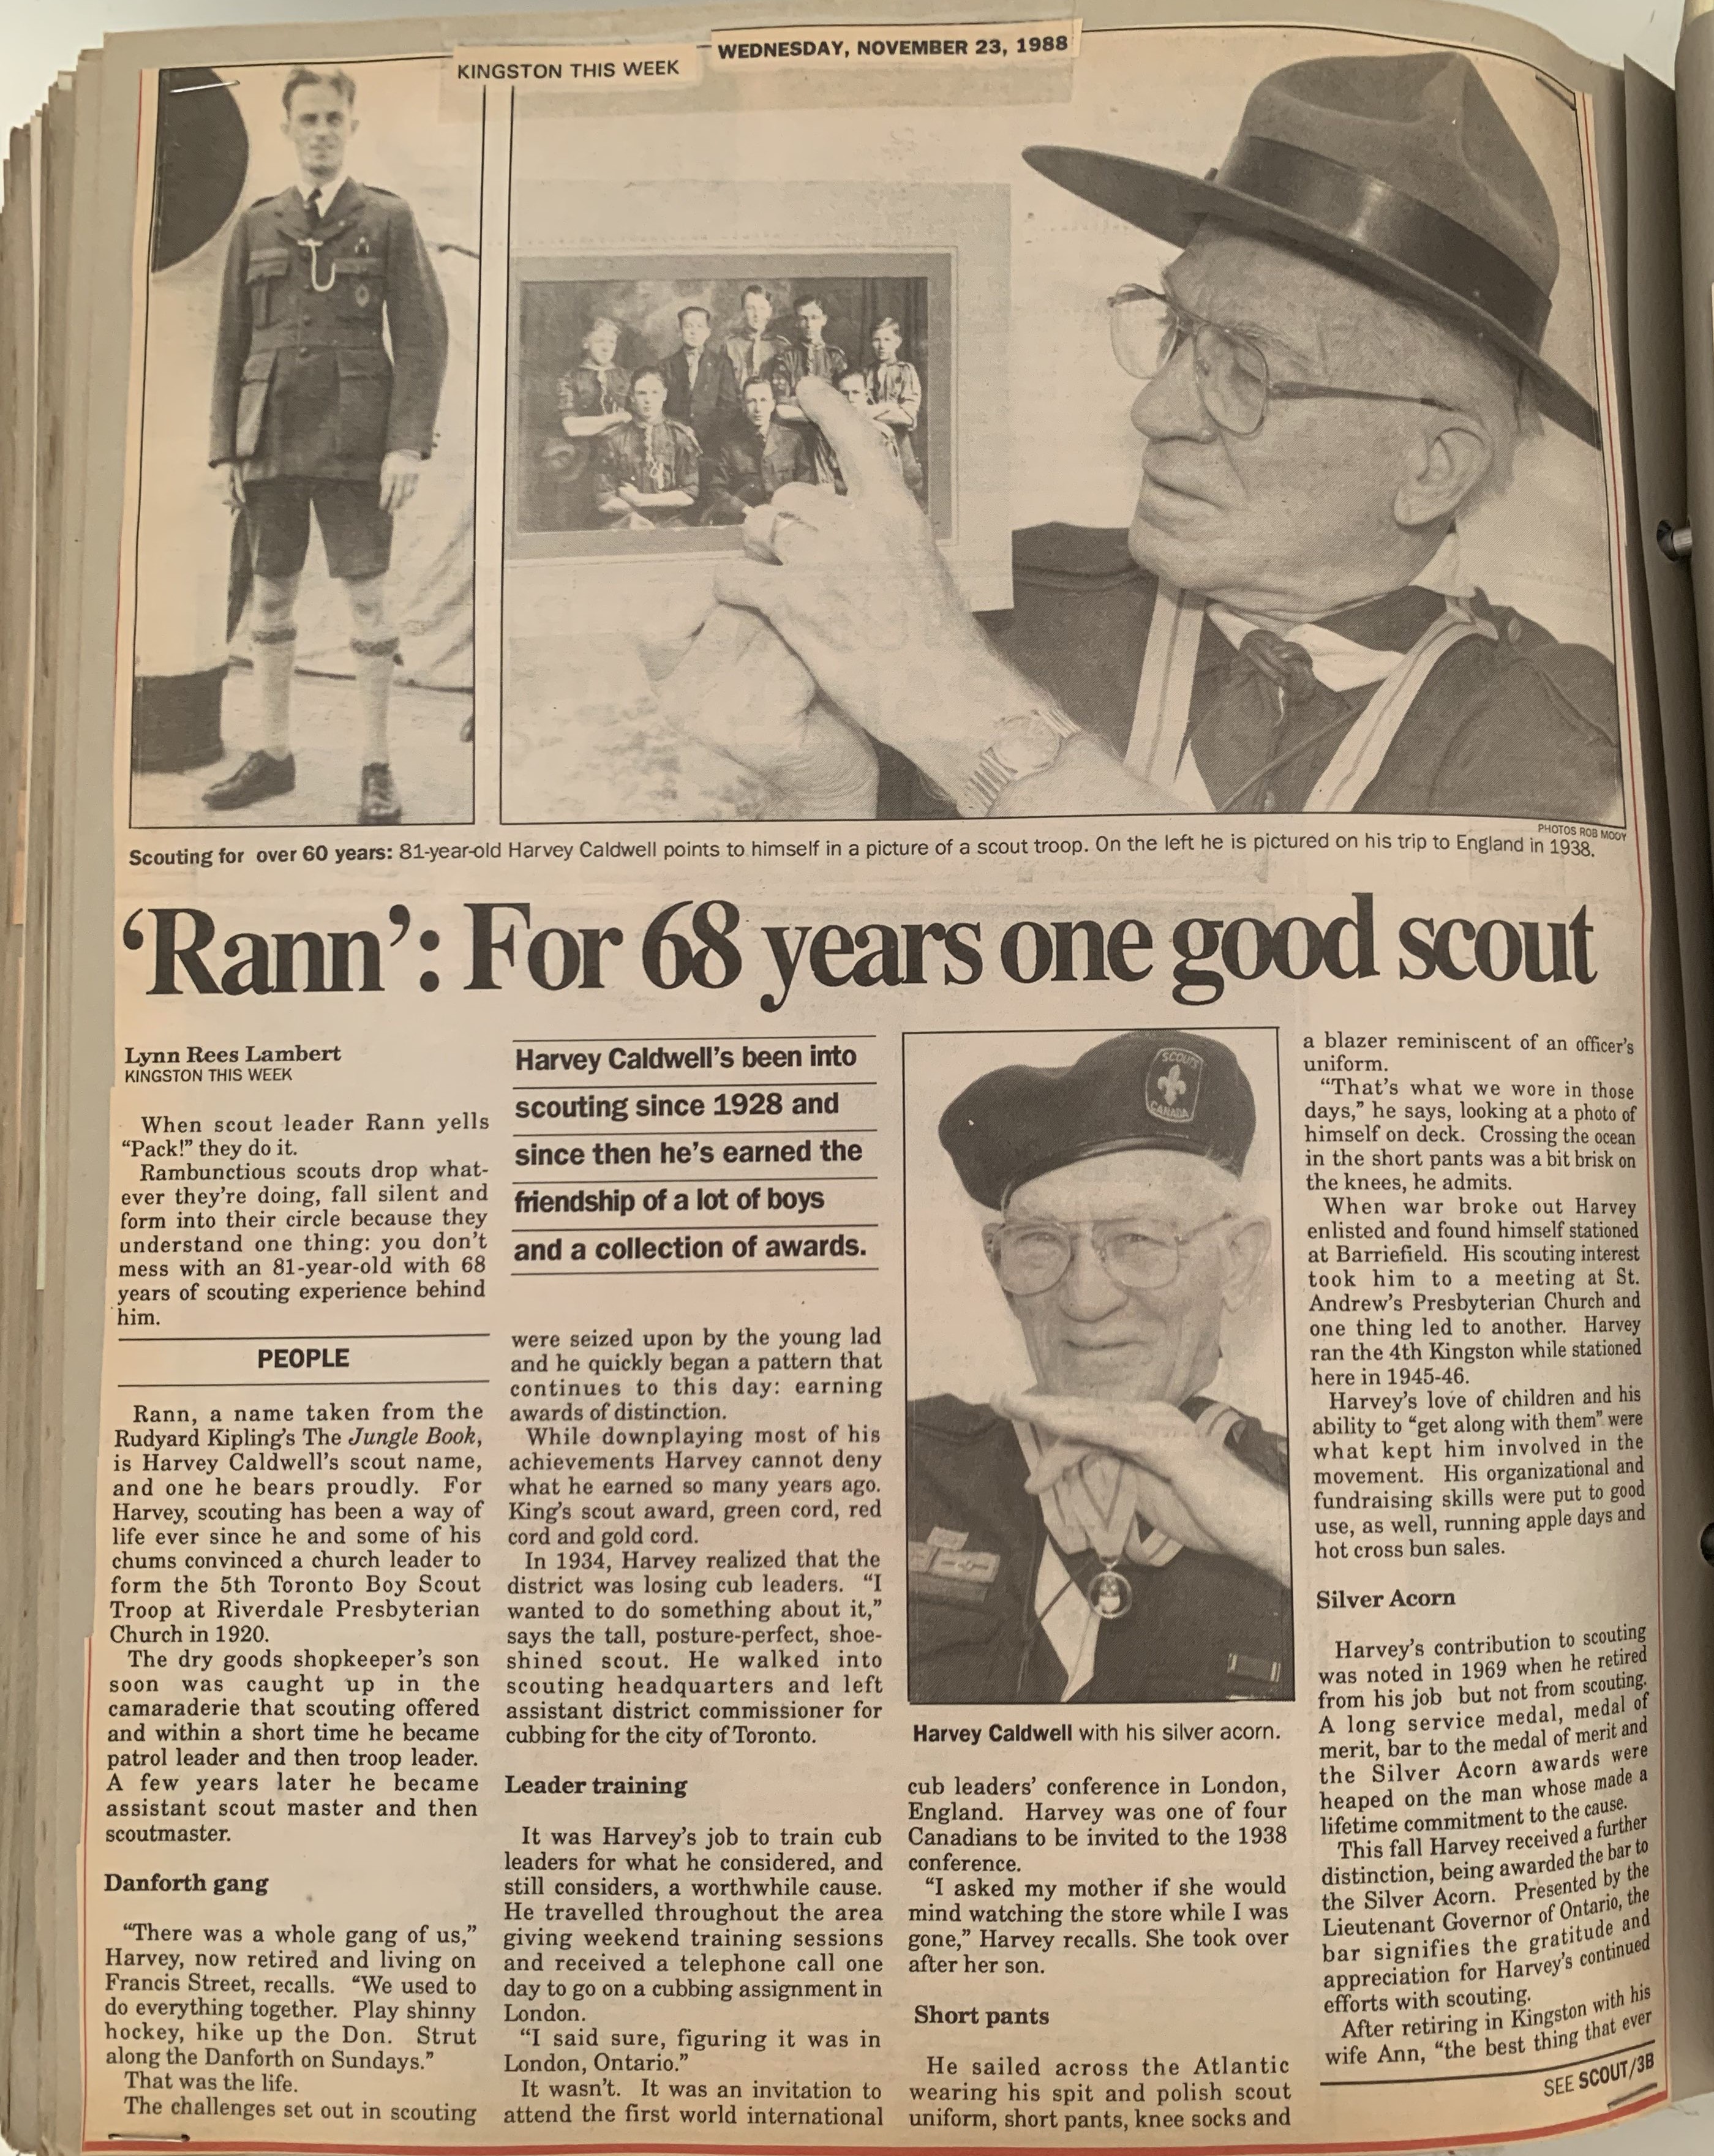 KINGSTON THIS WEEK
WEDNESDAY, NOVEMBER 23, 1988
PHOTOS ROB MOOY
Scouting for over 60 years: 81-year-old Harvey Caldwell points to himself in a picture of a scout troop. On the left he is pictured on his trip to England in 1938.
‘Rann’: For 68 years one good scout
Lynn Rees Lambert
KINGSTON THIS WEEK
When scout leader Rann yells
“Pack!” they do it.
Rambunctious scouts drop what-
ever they’re doing, fall silent and
form into their circle because they
understand one thing: you don’t
mess with an 81-year-old with 68
years of scouting experience behind
him.
PEOPLE
Rann, a name taken from the
Rudyard Kipling’s The Jungle Book,
is Harvey Caldwell’s scout name,
and one he bears proudly. For
Harvey, scouting has been a way of
life ever since he and some of his
chums convinced a church leader to
form the 5th Toronto Boy Scout
Troop at Riverdale Presbyterian
Church in 1920.
The dry goods shopkeeper’s son
soon was caught up in the
camaraderie that scouting offered
and within a short time he became
patrol leader and then troop leader.
A few years later he became
assistant scout master and then
scoutmaster.
Danforth gang
“There was a whole gang of us,”
Harvey, now retired and living on
Francis Street, recalls. “We used to
do everything together. Play shinny
hockey, hike up the Don. Strut
along the Danforth on Sundays.”
That was the life.
The challenges set out in scouting
Harvey Caldwell’s been into
scouting since 1928 and
since then he’s earned the
friendship of a lot of boys
and a collection of awards.
were seized upon by the young lad
and he quickly began a pattern that
continues to this day: earning
awards of distinction.
While downplaying most of his
achievements Harvey cannot deny
what he earned so many years ago.
King’s scout award, green cord, red
cord and gold cord.
In 1934, Harvey realized that the
district was losing cub leaders. “I
wanted to do something about it,”
says the tall, posture-perfect, shoe-
shined scout. He walked into
scouting headquarters and left
assistant district commissioner for
cubbing for the city of Toronto.
Leader training
It was Harvey’s job to train cub
leaders for what he considered, and
still considers, a worthwhile cause.
He travelled throughout the area
giving weekend training sessions
and received a telephone call one
day to go on a cubbing assignment in
London.
“I said sure, figuring it was in
London, Ontario.”
It wasn’t. It was an invitation to
attend the first world international
SCOUTS
CANADA
Harvey Caldwell with his silver acorn.
cub leaders’ conference in London,
England. Harvey was one of four
Canadians to be invited to the 1938
conference.
“I asked my mother if she would
mind watching the store while I was
gone,” Harvey recalls. She took over
after her son.
Short pants
He sailed across the Atlantic
wearing his spit and polish scout
uniform, short pants, knee socks and
a blazer reminiscent of an officer’s
uniform.
“That’s what we wore in those
days,” he says, looking at a photo of
himself on deck. Crossing the ocean
in the short pants was a bit brisk on
the knees, he admits.
When war broke out Harvey
enlisted and found himself stationed
at Barriefield. His scouting interest
took him to a meeting at St.
Andrew’s Presbyterian Church and
one thing led to another. Harvey
ran the 4th Kingston while stationed
here in 1945-46.
Harvey’s love of children and his
ability to “get along with them” were
what kept him involved in the
movement. His organizational and
fundraising skills were put to good
use, as well, running apple days and
hot cross bun sales.
Silver Acorn
Harvey’s contribution to scouting
was noted in 1969 when he retired
from his job but not from scouting.
A long service medal, medal of
merit, bar to the medal of merit and
the Silver Acorn awards were
heaped on the man whose made a
lifetime commitment to the cause.
This fall Harvey received a further
distinction, being awarded the bar to
the Silver Acorn. Presented by the
Lieutenant Governor of Ontario, the
bar signifies the gratitude and
appreciation for Harvey’s continued
efforts with scouting.
After retiring in Kingston with his
wife Ann, “the best thing that ever
SEE SCOUT/3B